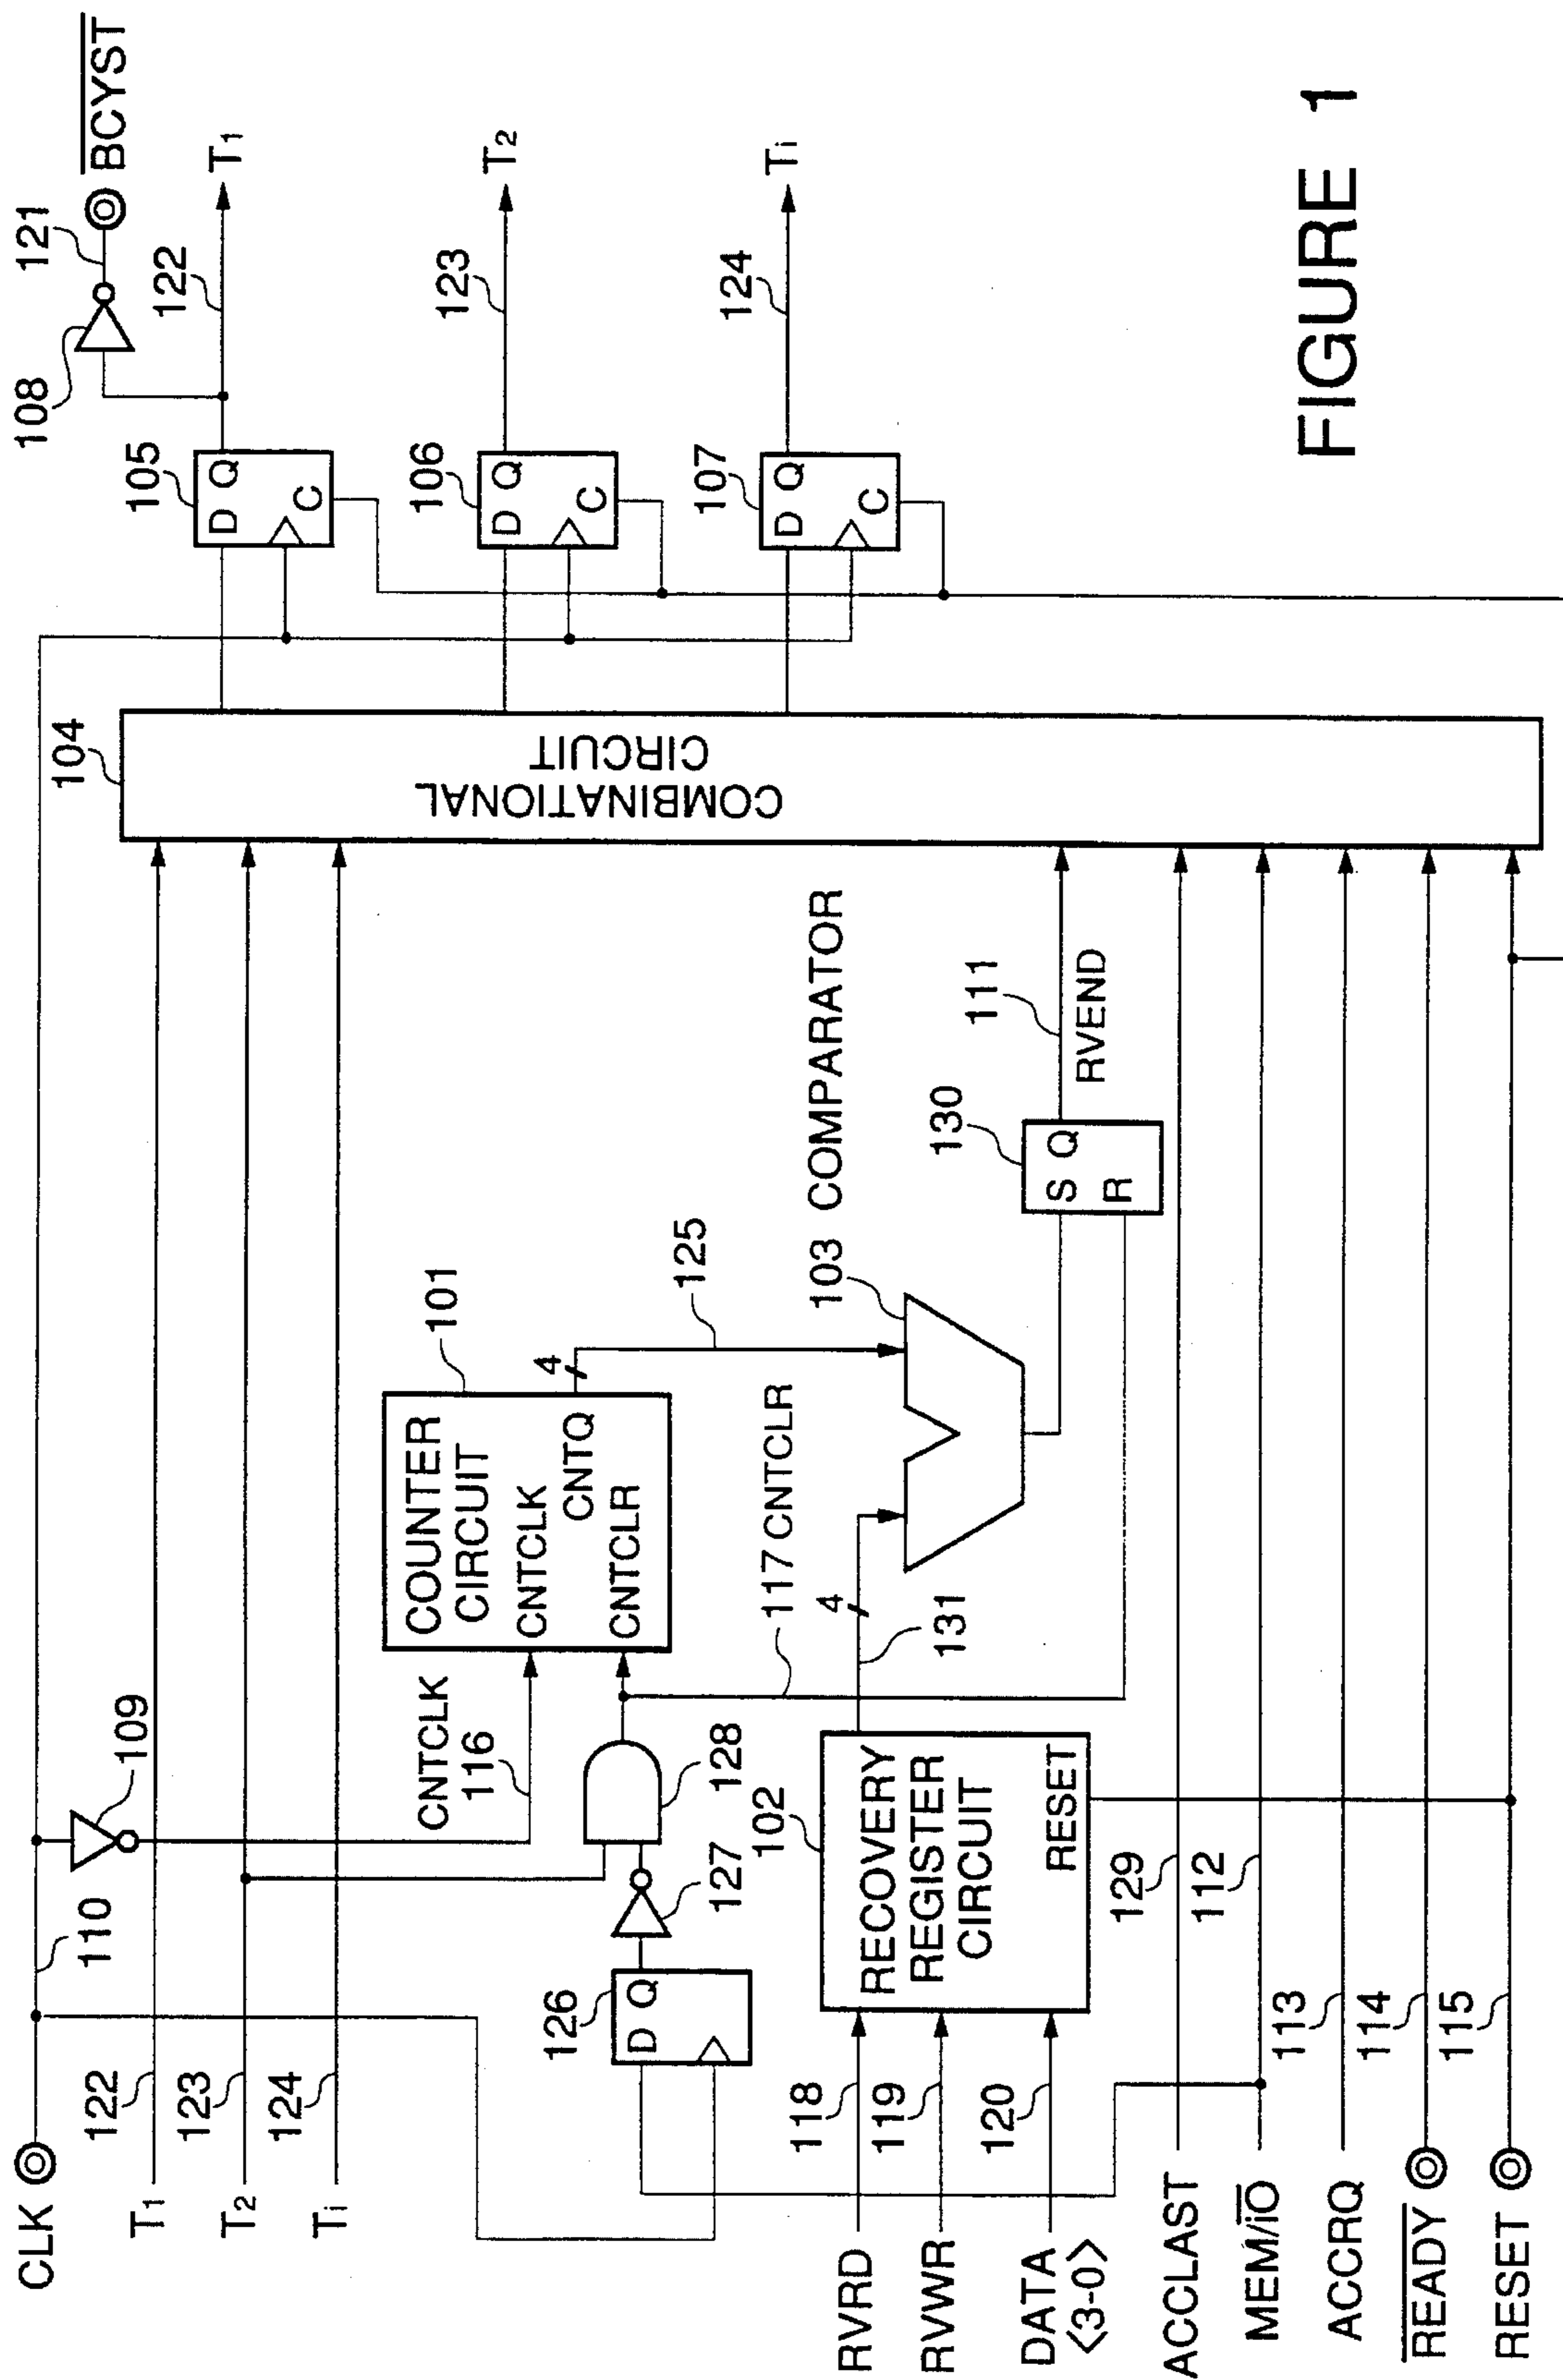 CLK
T1
T2
Ti
110
122
123
124
109
CNTCLK
116
COUNTER
CIRCUIT
CNTCLK
CNTQ
CNTCLR
101
4
125
126
D Q
127
128
117 CNTCLR
RVRD
RVWR
DATA
<3-0>
118
119
120
102
RECOVERY
REGISTER
CIRCUIT
RESET
4
131
103 COMPARATOR
130
S Q
R
111
RVEND
ACCLAST
MEM/iO
ACCRQ
READY
RESET
129
112
113
114
115
104
COMBINATIONAL
CIRCUIT
105
D Q
C
106
D Q
C
107
D Q
C
108
121
BCYST
122
T1
123
T2
124
Ti
FIGURE 1